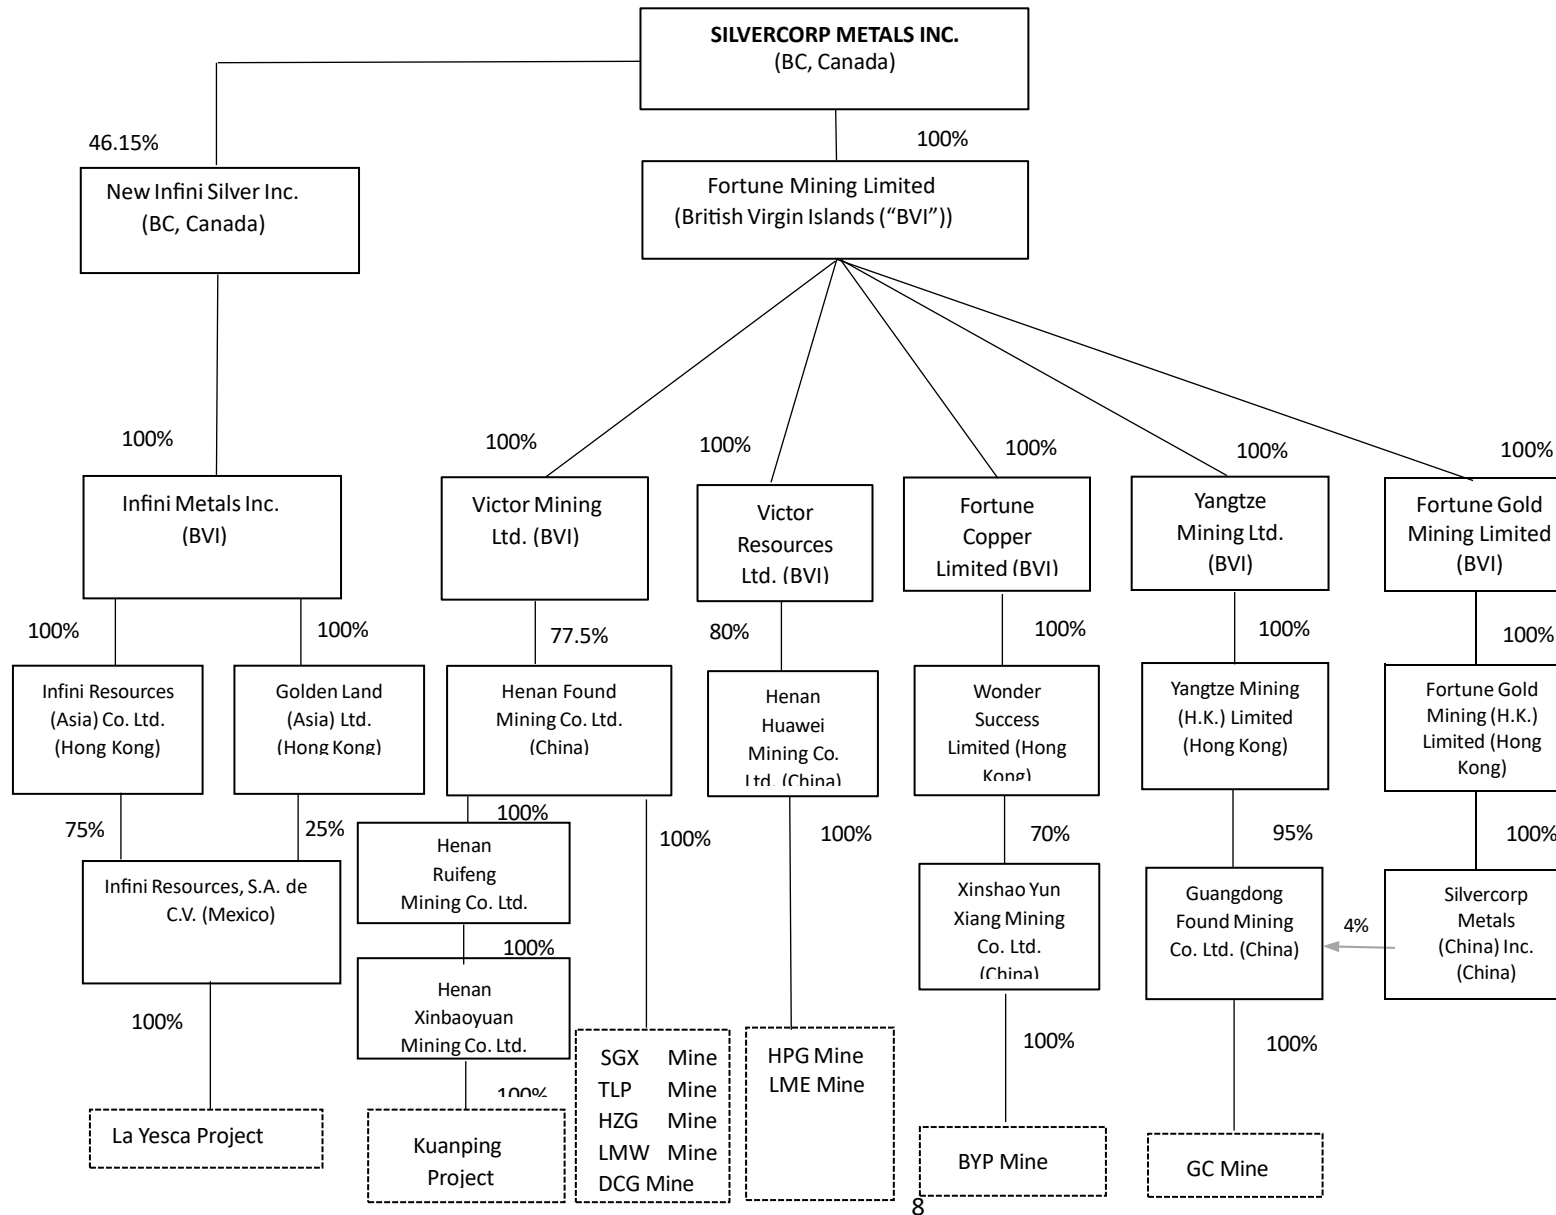 SILVERCORP METALS INC.
(BC, Canada)
46.15%
100%
New Infini Silver Inc.
(BC, Canada)
Fortune Mining Limited
(British Virgin Islands (“BVI”))
100%
100%
100%
100%
100%
100%
Infini Metals Inc.
(BVI)
Victor Mining
Ltd. (BVI)
Victor
Resources
Ltd. (BVI)
Fortune
Copper
Limited (BVI)
Yangtze
Mining Ltd.
(BVI)
Fortune Gold
Mining Limited
(BVI)
100%
100%
77.5%
80%
100%
100%
100%
Infini Resources
(Asia) Co. Ltd.
(Hong Kong)
Golden Land
(Asia) Ltd.
(Hong Kong)
Henan Found
Mining Co. Ltd.
(China)
Henan
Huawei
Mining Co.
Ltd. (China)
Wonder
Success
Limited (Hong
Kong)
Yangtze Mining
(H.K.) Limited
(Hong Kong)
Fortune Gold
Mining (H.K.)
Limited (Hong
Kong)
75%
25%
100%
100%
100%
70%
95%
100%
Infini Resources, S.A. de
C.V. (Mexico)
Henan
Ruifeng
Mining Co. Ltd.
Xinshao Yun
Xiang Mining
Co. Ltd.
(China)
Guangdong
Found Mining
Co. Ltd. (China)
4%
Silvercorp
Metals
(China) Inc.
(China)
100%
100%
Henan
Xinbaoyuan
Mining Co. Ltd.
100%
100%
100%
La Yesca Project
Kuanping
Project
SGX Mine
TLP Mine
HZG Mine
LMW Mine
DCG Mine
HPG Mine
LME Mine
BYP Mine
GC Mine
8